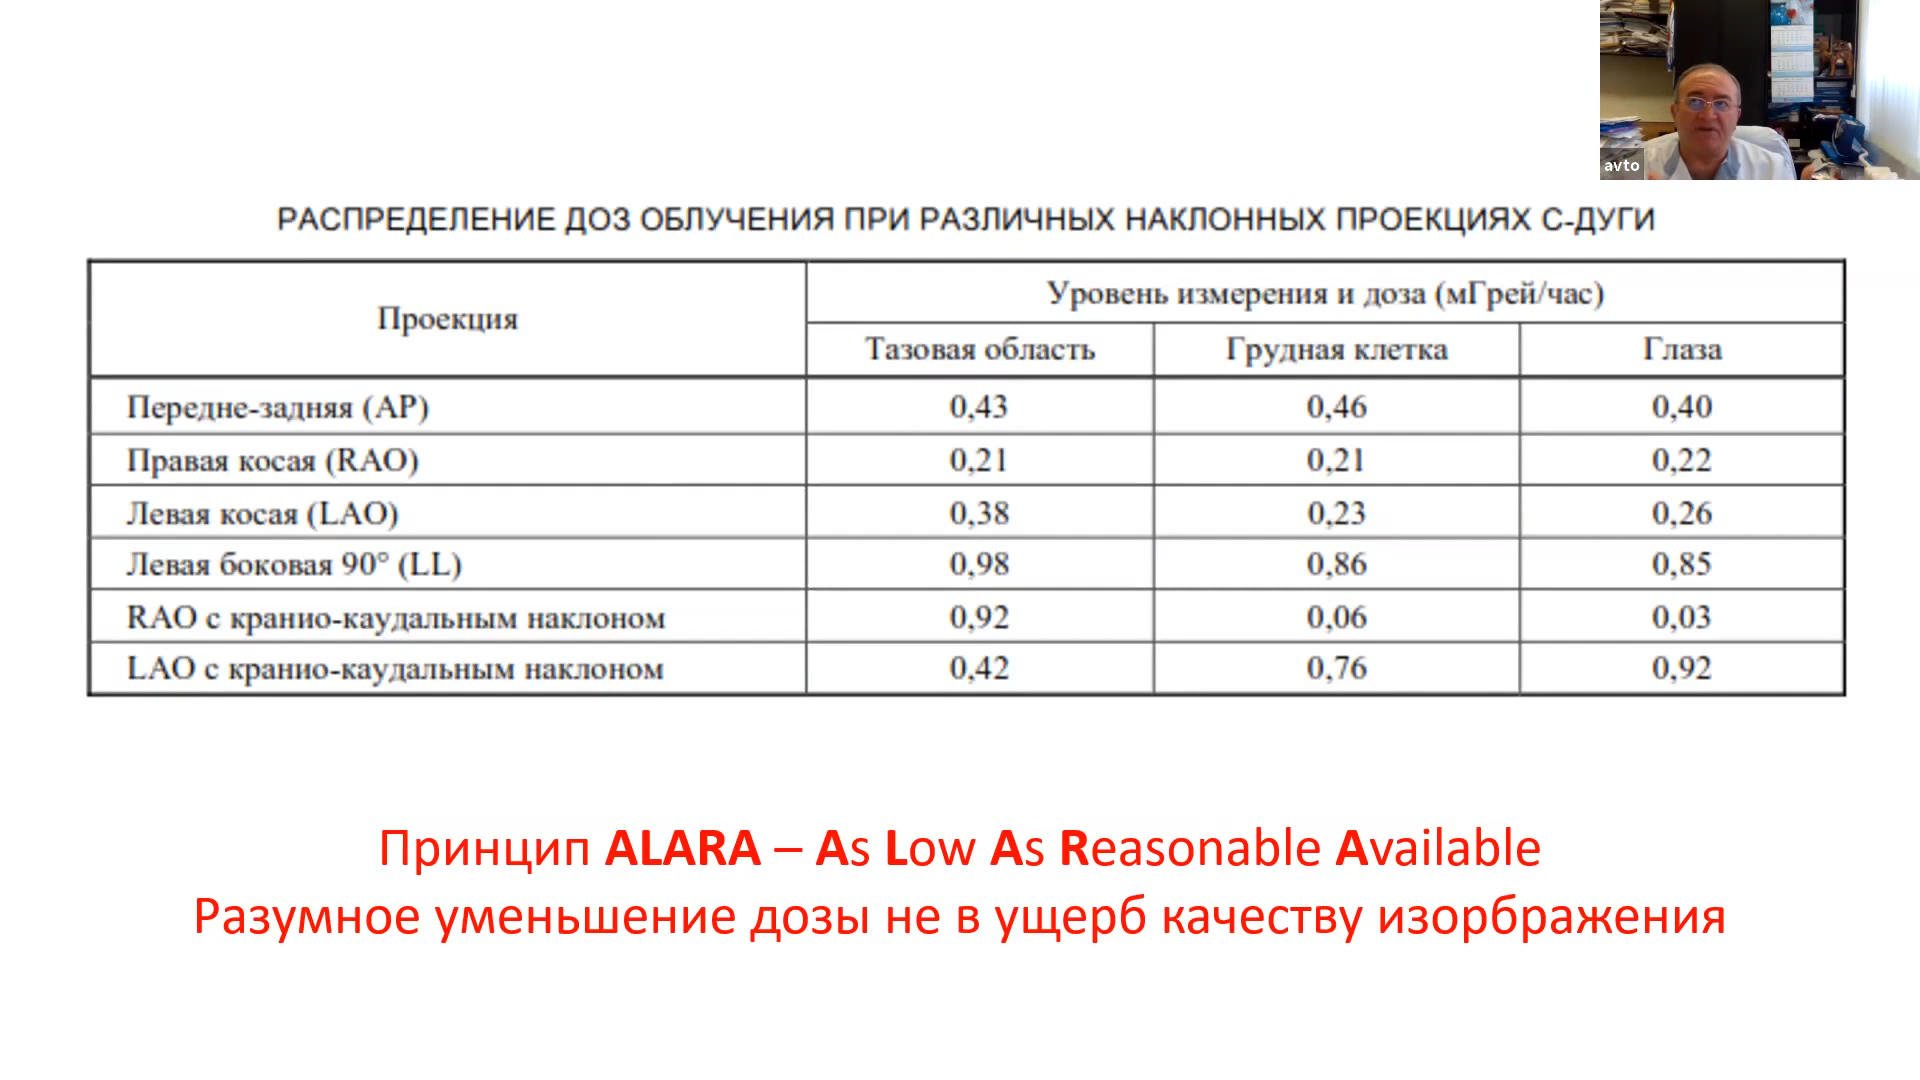 avto
РАСПРЕДЕЛЕНИЕ ДОЗ ОБЛУЧЕНИЯ ПРИ РАЗЛИЧНЫХ НАКЛОННЫХ ПРОЕКЦИЯХ С-ДУГИ
Проекция
Уровень измерения и доза (мГрей/час)
Тазовая область Грудная клетка Глаза
Передне-задняя (AP) 0,43 0,46 0,40
Правая косая (RAO) 0,21 0,21 0,22
Левая косая (LAO) 0,38 0,23 0,26
Левая боковая 90° (LL) 0,98 0,86 0,85
RAO с кранио-каудальным наклоном 0,92 0,06 0,03
LAO с кранио-каудальным наклоном 0,42 0,76 0,92
Принцип ALARA – As Low As Reasonable Available
Разумное уменьшение дозы не в ущерб качеству изорбражения